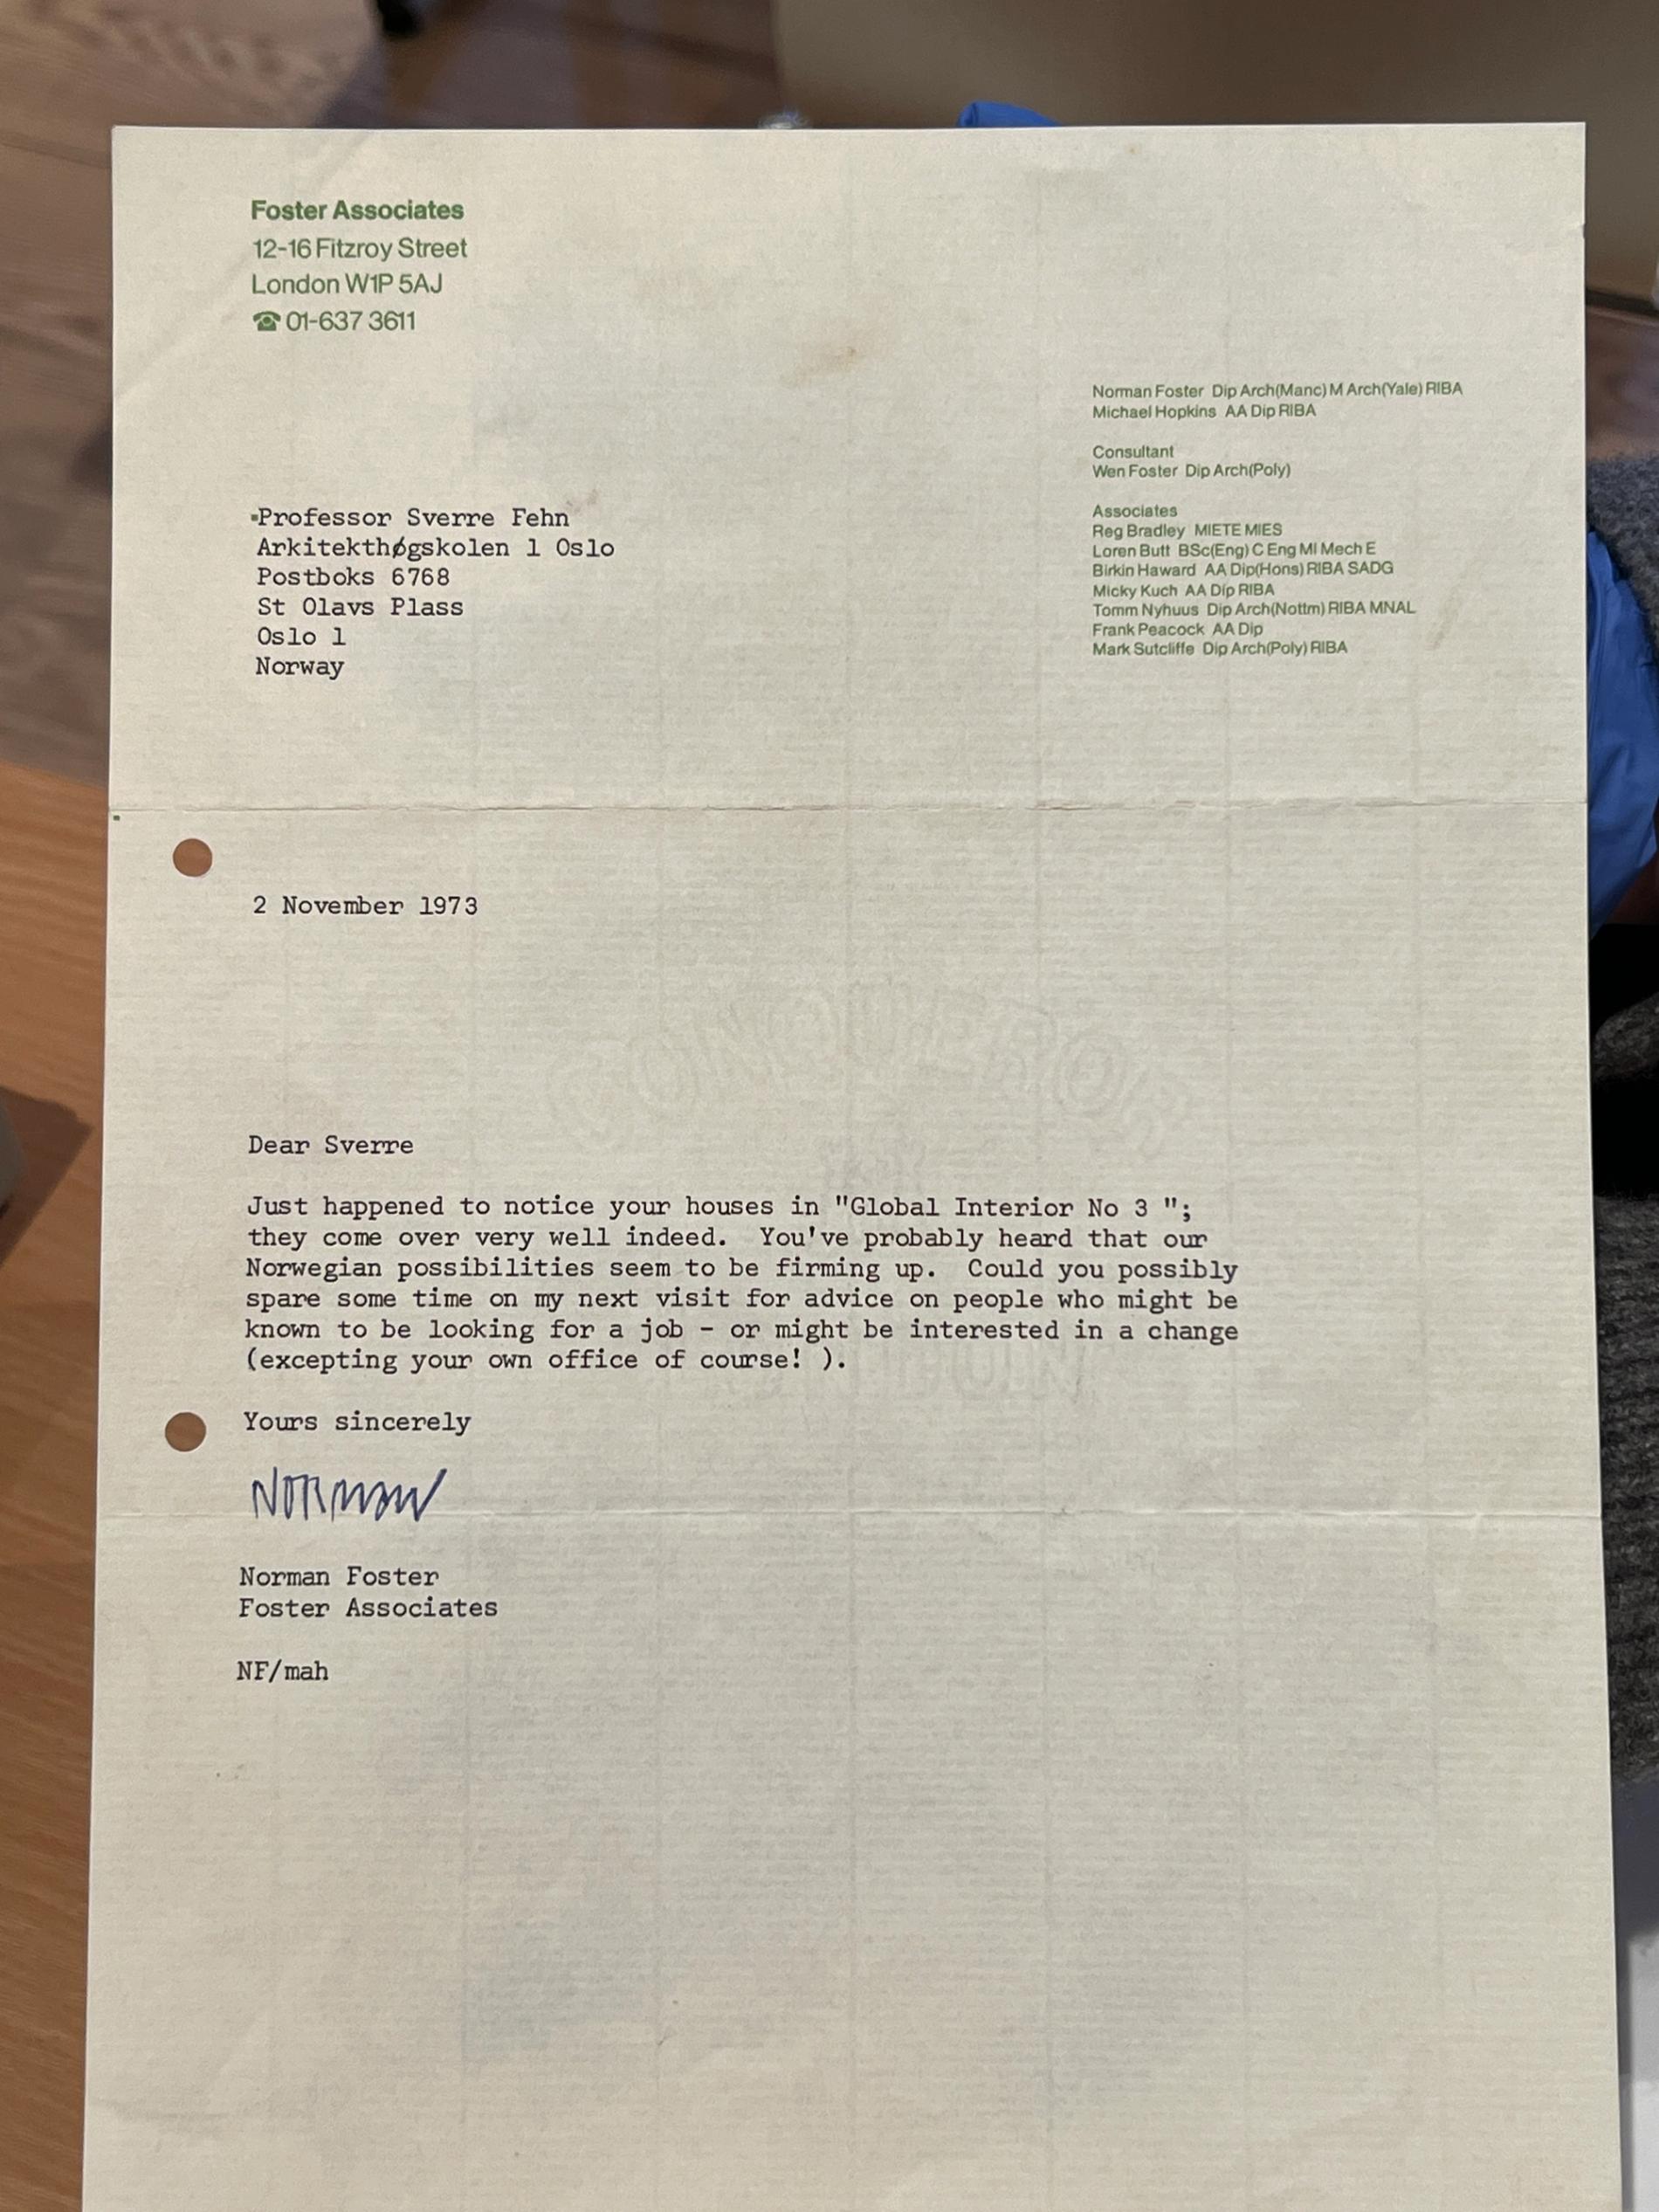 Foster Associates
12-16 Fitzroy Street
London W1P 5AJ
☎ 01-637 3611
Norman Foster Dip Arch(Manc) M Arch(Yale) RIBA
Michael Hopkins AA Dip RIBA
Consultant
Wen Foster Dip Arch(Poly)
Associates
Reg Bradley MIETE MIES
Loren Butt BSc(Eng) C Eng MI Mech E
Birkin Haward AA Dip(Hons) RIBA SADG
Micky Kuch AA Dip RIBA
Tomm Nyhuus Dip Arch(Nottm) RIBA MNAL
Frank Peacock AA Dip
Mark Sutcliffe Dip Arch(Poly) RIBA
Professor Sverre Fehn
Arkitekthøgskolen 1 Oslo
Postboks 6768
St Olavs Plass
Oslo 1
Norway
2 November 1973
CONQUEROR
Dear Sverre
Just happened to notice your houses in "Global Interior No 3 ";
they come over very well indeed. You've probably heard that our
Norwegian possibilities seem to be firming up. Could you possibly
spare some time on my next visit for advice on people who might be
known to be looking for a job - or might be interested in a change
(excepting your own office of course! ).
LONDON
Yours sincerely
NORMAN
Norman Foster
Foster Associates
NF/mah